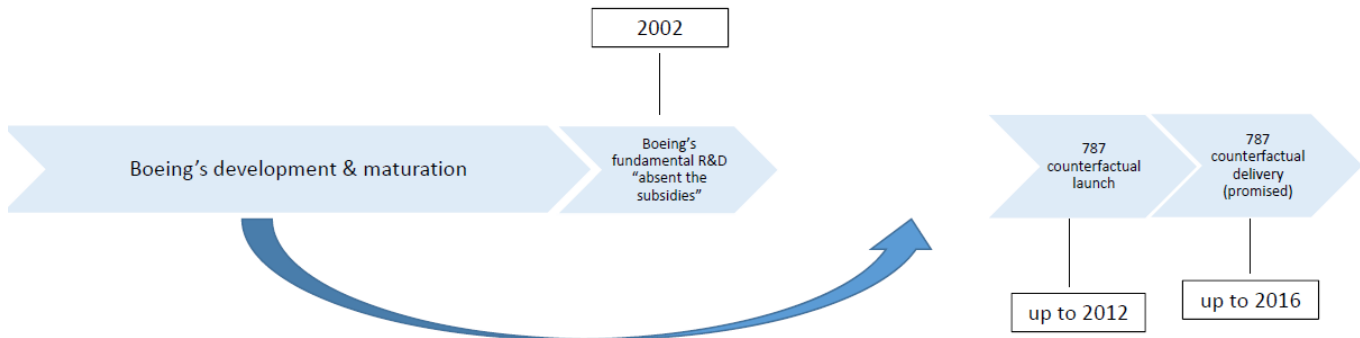 2002
Boeing's development & maturation
Boeing's
fundamental R&D
"absent the
subsidies"
787
counterfactual
launch
787
counterfactual
delivery
(promised)
up to 2012
up to 2016